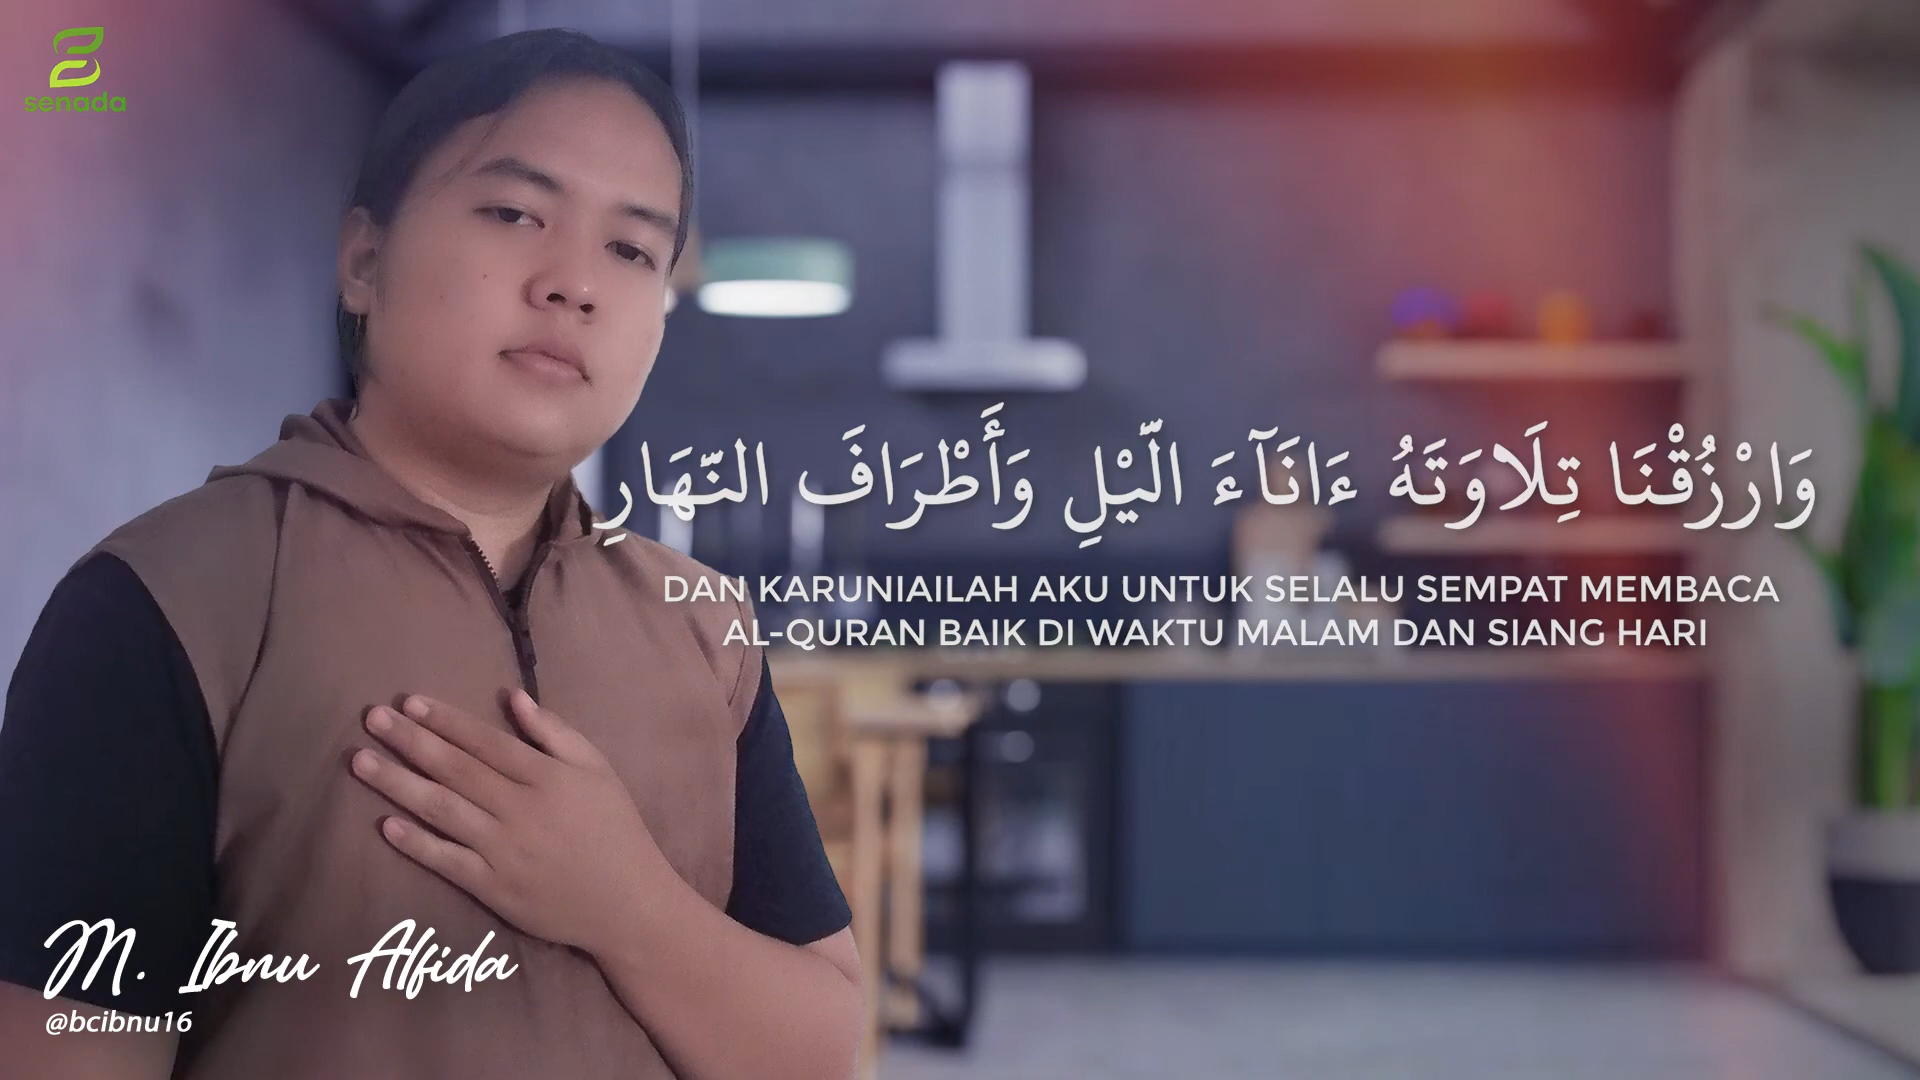 senada
وَارْزُقْنَا تِلَاوَتَهُ ءَانَآءَ الَّيْلِ وَأَطْرَافَ النَّهَارِ
DAN KARUNIAILAH AKU UNTUK SELALU SEMPAT MEMBACA
AL-QURAN BAIK DI WAKTU MALAM DAN SIANG HARI
M. Ibnu Alfida
@bcibnu16